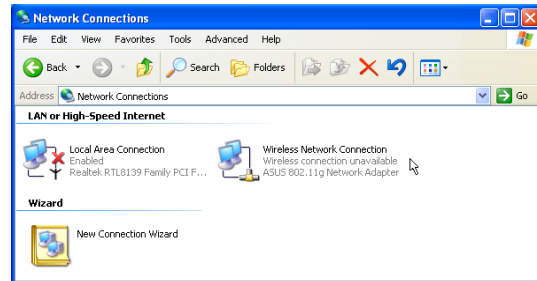 Network Connections
File Edit View Favorites Tools Advanced Help
Back Search Folders
Address Network Connections Go
LAN or High-Speed Internet
Local Area Connection
Enabled
Realtek RTL8139 Family PCI F...
Wireless Network Connection
Wireless connection unavailable
ASUS 802.11g Network Adapter
Wizard
New Connection Wizard